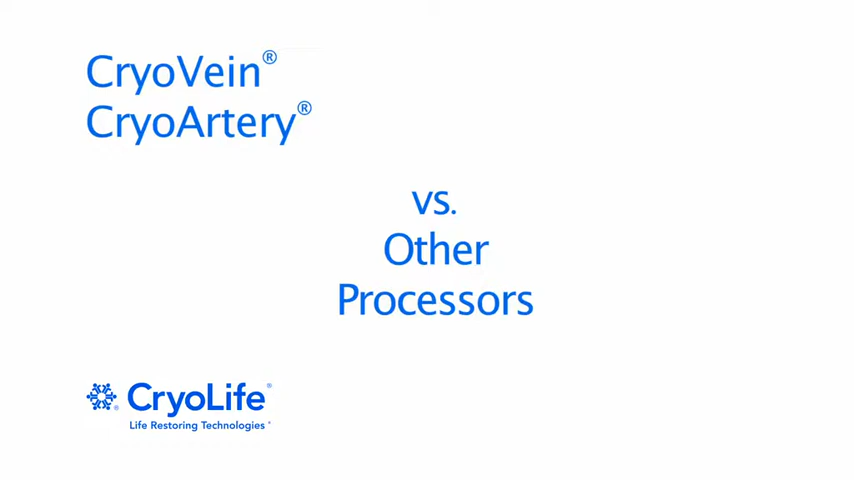 CryoVein®
CryoArtery®
vs.
Other
Processors
CryoLife®
Life Restoring Technologies®